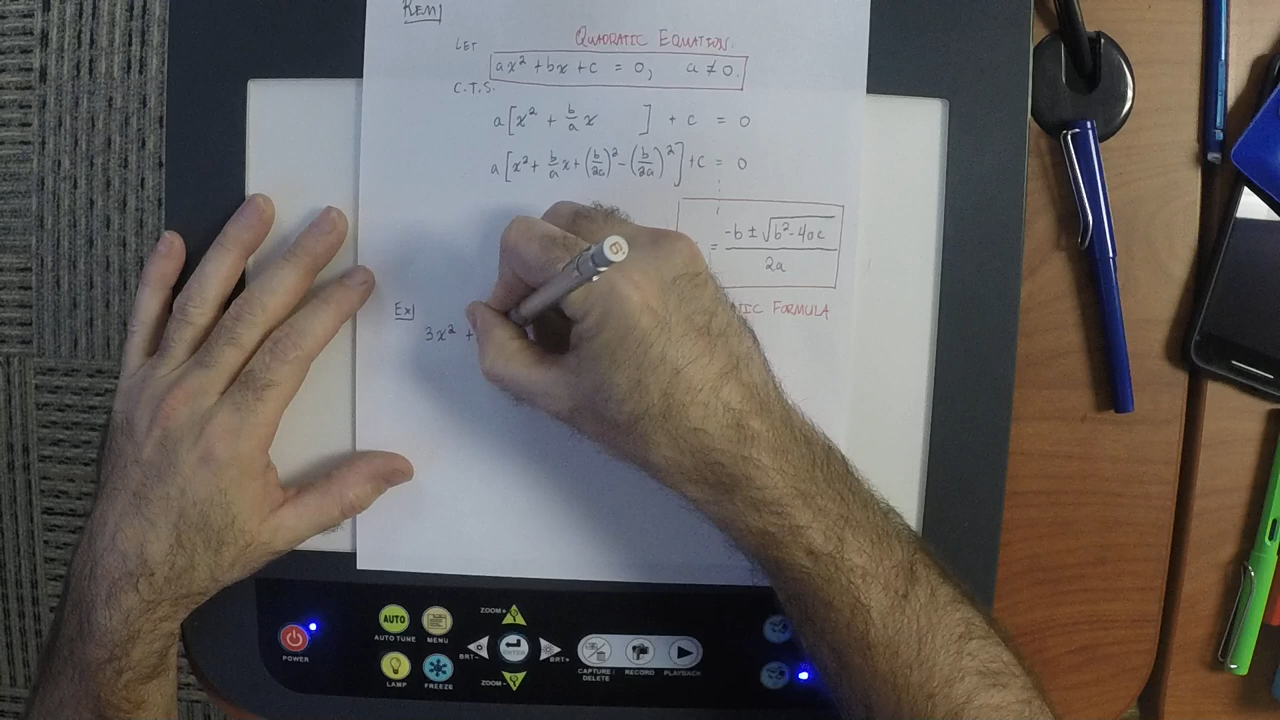 Rem
QUADRATIC EQUATION.
LET
ax² + bx + c = 0, a ≠ 0.
C.T.S.
a[x² + b/a x ] + c = 0
a[x² + b/a x + (b/2a)² - (b/2a)²] + c = 0
= -b ± √(b² - 4ac) / 2a
FORMULA
Ex
3x² +
POWER
AUTO
AUTO TUNE
MENU
LAMP
FREEZE
ZOOM+
BRT-
BRT+
ZOOM-
CAPTURE / DELETE
RECORD
PLAYBACK